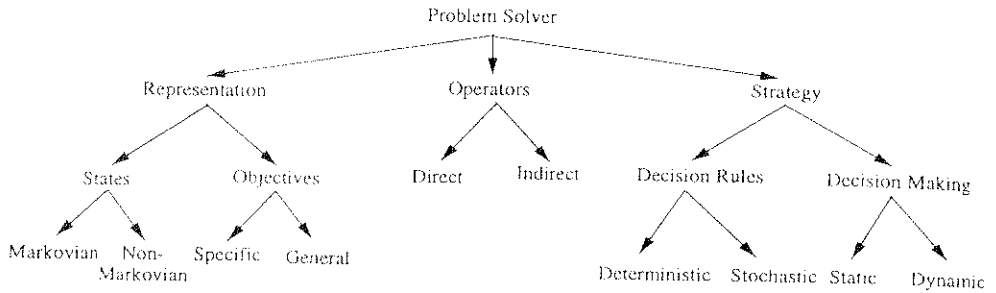 Problem Solver
Representation
Operators
Strategy
States
Objectives
Direct
Indirect
Decision Rules
Decision Making
Markovian
Non-
Markovian
Specific
General
Deterministic
Stochastic
Static
Dynamic